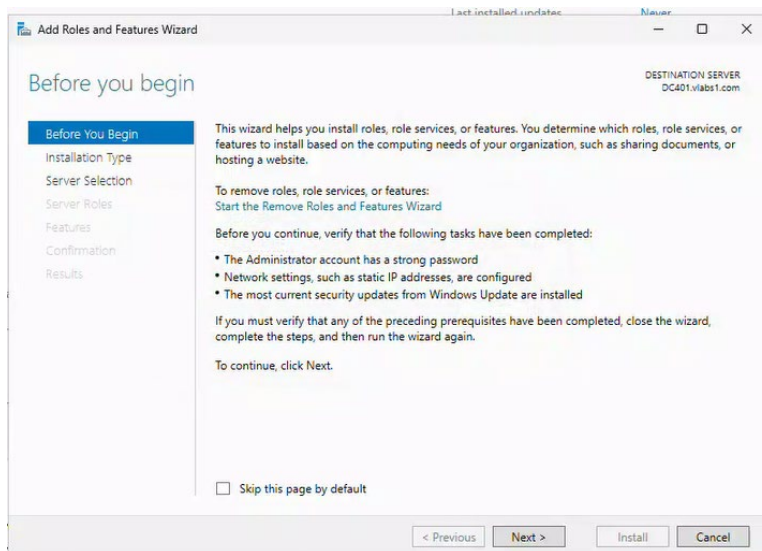 Last installed updates Never
Add Roles and Features Wizard
Before you begin
DESTINATION SERVER
DC401.vlabs1.com
Before You Begin
Installation Type
Server Selection
Server Roles
Features
Confirmation
Results
This wizard helps you install roles, role services, or features. You determine which roles, role services, or
features to install based on the computing needs of your organization, such as sharing documents, or
hosting a website.
To remove roles, role services, or features:
Start the Remove Roles and Features Wizard
Before you continue, verify that the following tasks have been completed:
• The Administrator account has a strong password
• Network settings, such as static IP addresses, are configured
• The most current security updates from Windows Update are installed
If you must verify that any of the preceding prerequisites have been completed, close the wizard,
complete the steps, and then run the wizard again.
To continue, click Next.
Skip this page by default
< Previous
Next >
Install
Cancel